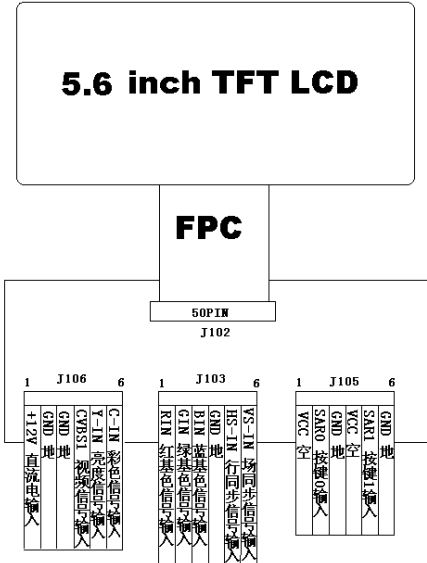 5.6 inch TFT LCD
FPC
50PIN
J102
1 J106 6
+12V 直流电输入
GND 地
GND 地
CVBS1 视频信号输入
Y-IN 亮度信号输入
C-IN 彩色信号输入
1 J103 6
RIN 红基色信号输入
GIN 绿基色信号输入
BIN 蓝基色信号输入
GND 地
HS-IN 行同步信号输入
VS-IN 场同步信号输入
1 J105 6
VCC 空
SAR0 按键0输入
GND 地
VCC 空
SAR1 按键1输入
GND 地